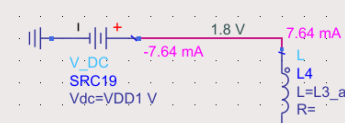 1.8 V
7.64 mA
-7.64 mA
V_DC
SRC19
Vdc=VDD1 V
L
L4
L=L3_a
R=